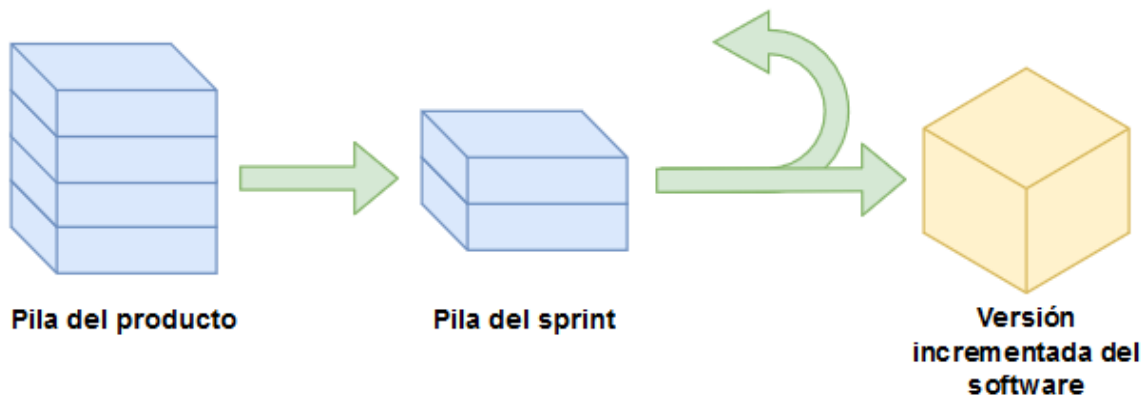 Pila del producto
Pila del sprint
Versión
incrementada del
software